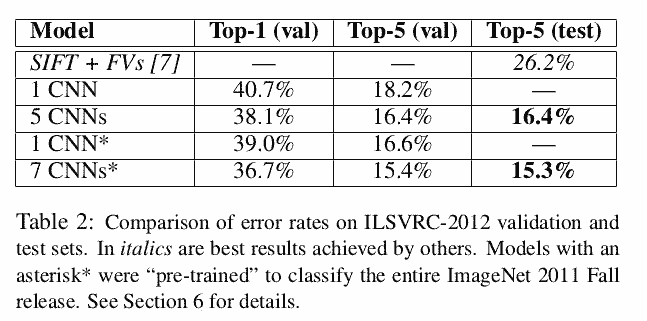 Model Top-1 (val) Top-5 (val) Top-5 (test)
SIFT + FVs [7] — — 26.2%
1 CNN 40.7% 18.2% —
5 CNNs 38.1% 16.4% 16.4%
1 CNN* 39.0% 16.6% —
7 CNNs* 36.7% 15.4% 15.3%
Table 2: Comparison of error rates on ILSVRC-2012 validation and
test sets. In italics are best results achieved by others. Models with an
asterisk* were “pre-trained” to classify the entire ImageNet 2011 Fall
release. See Section 6 for details.